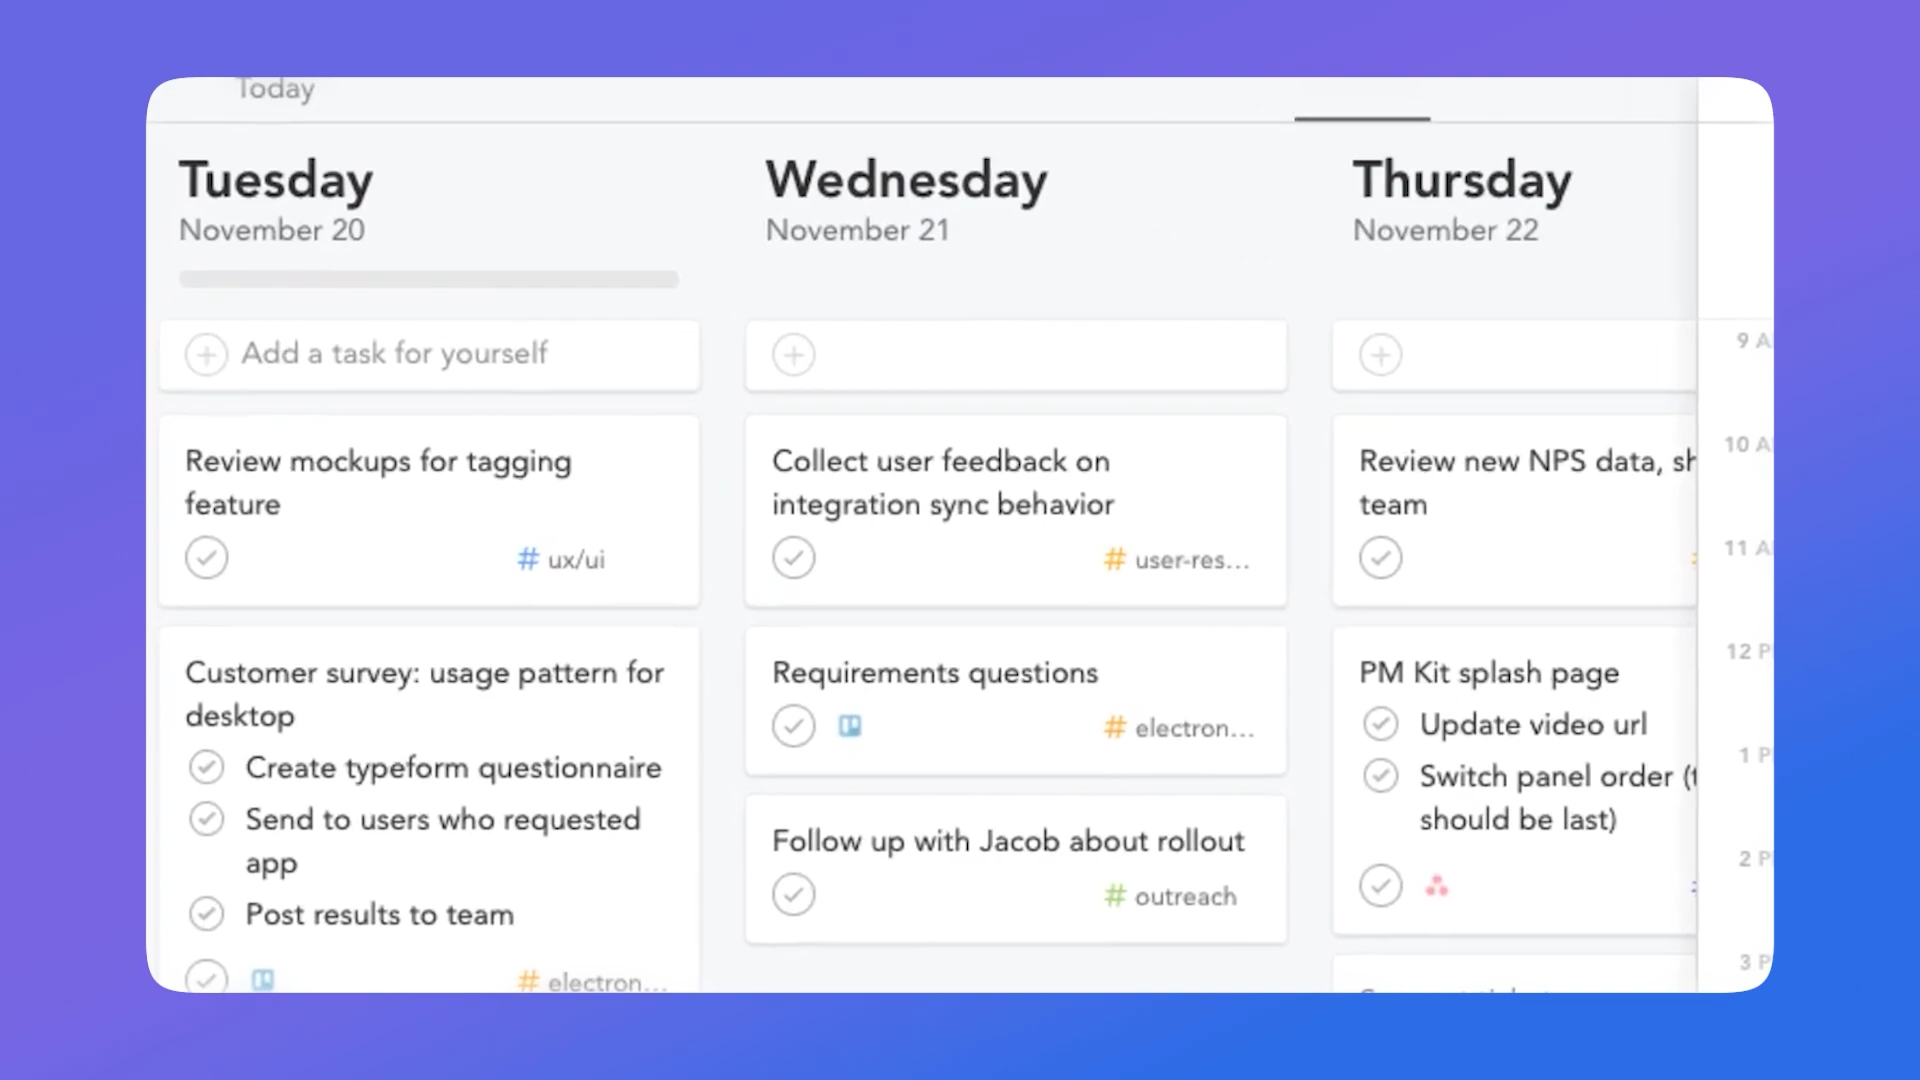 Today
Tuesday
November 20
Add a task for yourself
Review mockups for tagging
feature
# ux/ui
Customer survey: usage pattern for
desktop
Create typeform questionnaire
Send to users who requested
app
Post results to team
# electron...
Wednesday
November 21
Collect user feedback on
integration sync behavior
# user-res...
Requirements questions
# electron...
Follow up with Jacob about rollout
# outreach
Thursday
November 22
Review new NPS data, sh
team
PM Kit splash page
Update video url
Switch panel order (t
should be last)
9 A
10 A
11 A
12 P
1 P
2 P
3 P